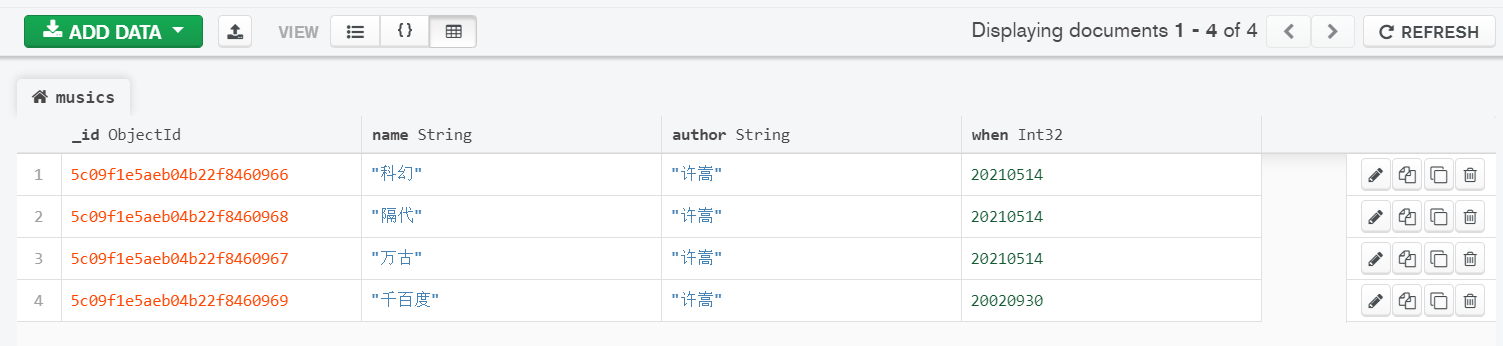 ADD DATA VIEW {} Displaying documents 1 - 4 of 4 REFRESH
musics
_id ObjectId name String author String when Int32
1 5c09f1e5aeb04b22f8460966 "科幻" "许嵩" 20210514
2 5c09f1e5aeb04b22f8460968 "隔代" "许嵩" 20210514
3 5c09f1e5aeb04b22f8460967 "万古" "许嵩" 20210514
4 5c09f1e5aeb04b22f8460969 "千百度" "许嵩" 20020930